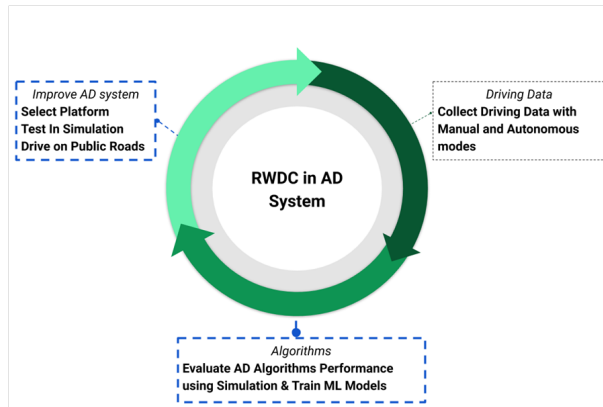 Improve AD system
Select Platform
Test In Simulation
Drive on Public Roads
Driving Data
Collect Driving Data with
Manual and Autonomous
modes
RWDC in AD
System
Algorithms
Evaluate AD Algorithms Performance
using Simulation & Train ML Models